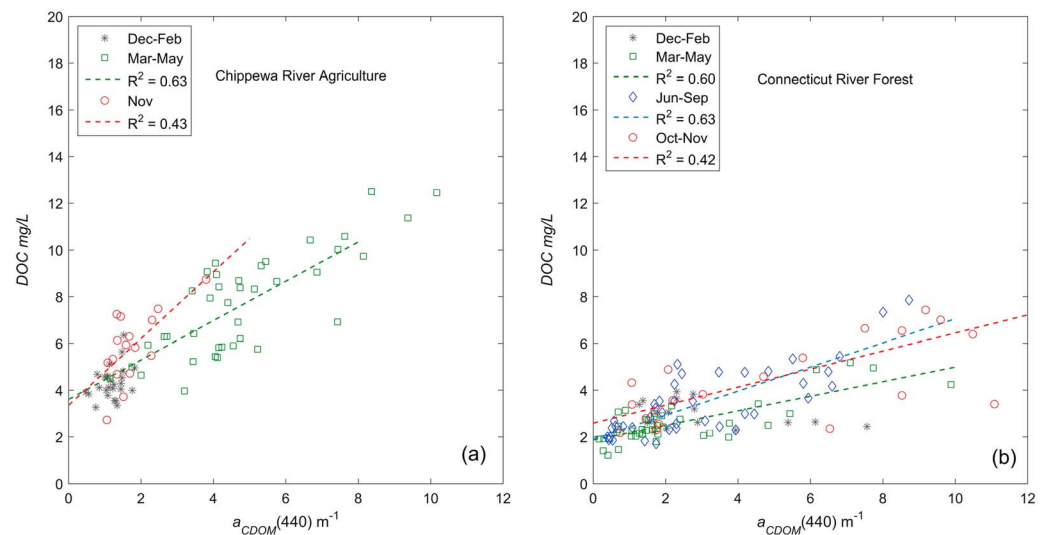 20
18
16
14
12
10
8
6
4
2
0
DOC mg/L
Dec-Feb
Mar-May
R² = 0.63
Nov
R² = 0.43
Chippewa River Agriculture
(a)
0 2 4 6 8 10 12
a_CDOM(440) m⁻¹
20
18
16
14
12
10
8
6
4
2
0
DOC mg/L
Dec-Feb
Mar-May
R² = 0.60
Jun-Sep
R² = 0.63
Oct-Nov
R² = 0.42
Connecticut River Forest
(b)
0 2 4 6 8 10 12
a_CDOM(440) m⁻¹